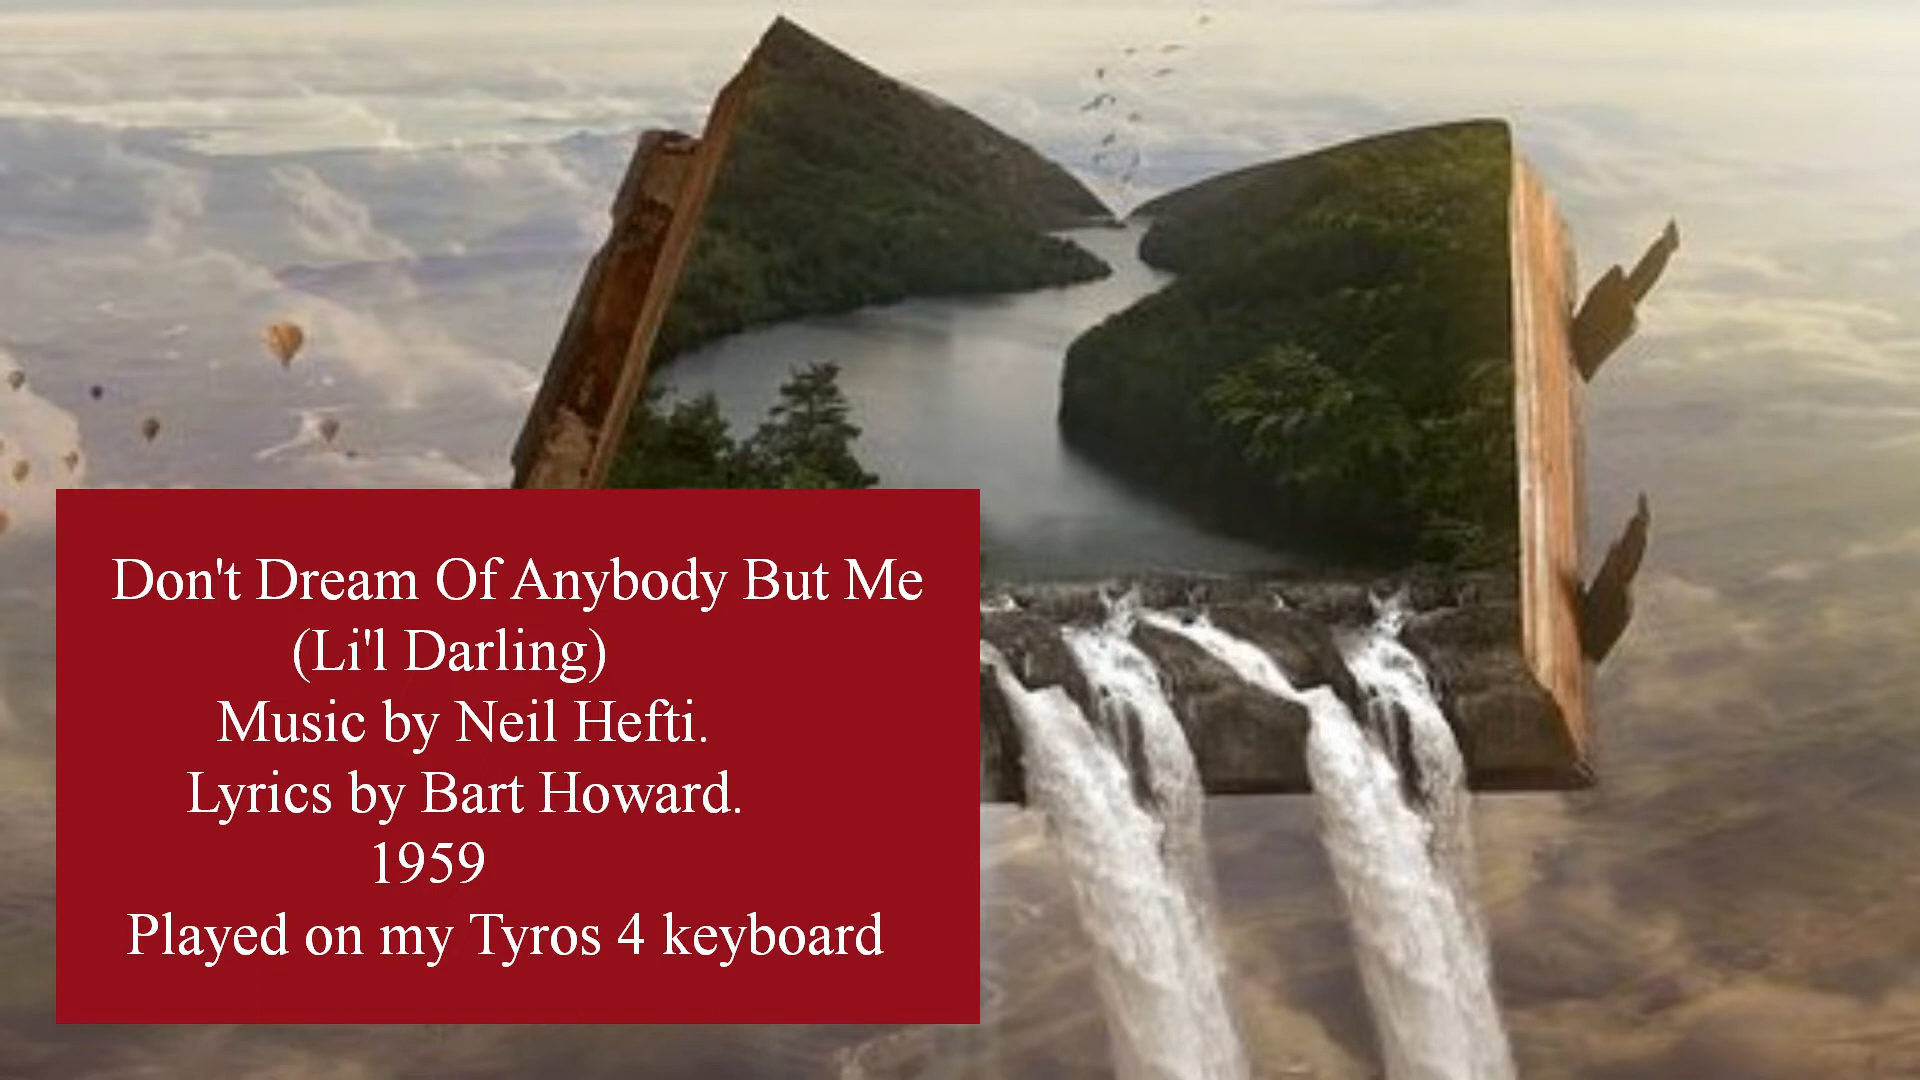 Don't Dream Of Anybody But Me
(Li'l Darling)
Music by Neil Hefti.
Lyrics by Bart Howard.
1959
Played on my Tyros 4 keyboard